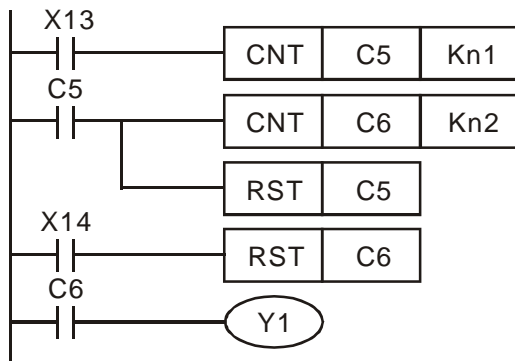 X13
CNT C5 Kn1
C5
CNT C6 Kn2
RST C5
X14
RST C6
C6
Y1